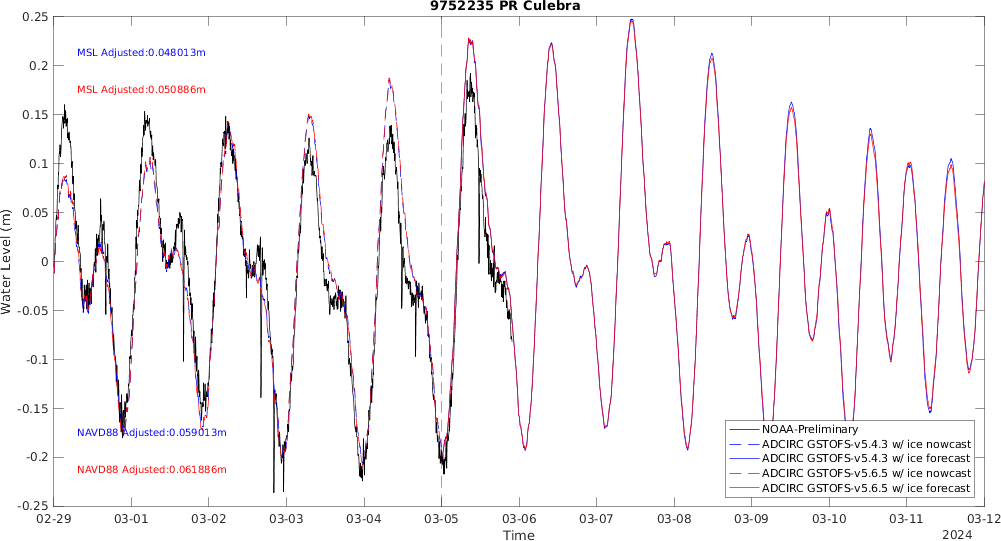 9752235 PR Culebra
0.25
0.2
0.15
0.1
0.05
0
-0.05
-0.1
-0.15
-0.2
-0.25
Water Level (m)
MSL Adjusted:0.048013m
MSL Adjusted:0.050886m
NAVD88 Adjusted:0.059013m
NAVD88 Adjusted:0.061886m
NOAA-Preliminary
ADCIRC GSTOFS-v5.4.3 w/ ice nowcast
ADCIRC GSTOFS-v5.4.3 w/ ice forecast
ADCIRC GSTOFS-v5.6.5 w/ ice nowcast
ADCIRC GSTOFS-v5.6.5 w/ ice forecast
02-29 03-01 03-02 03-03 03-04 03-05 03-06 03-07 03-08 03-09 03-10 03-11 03-12
Time
2024